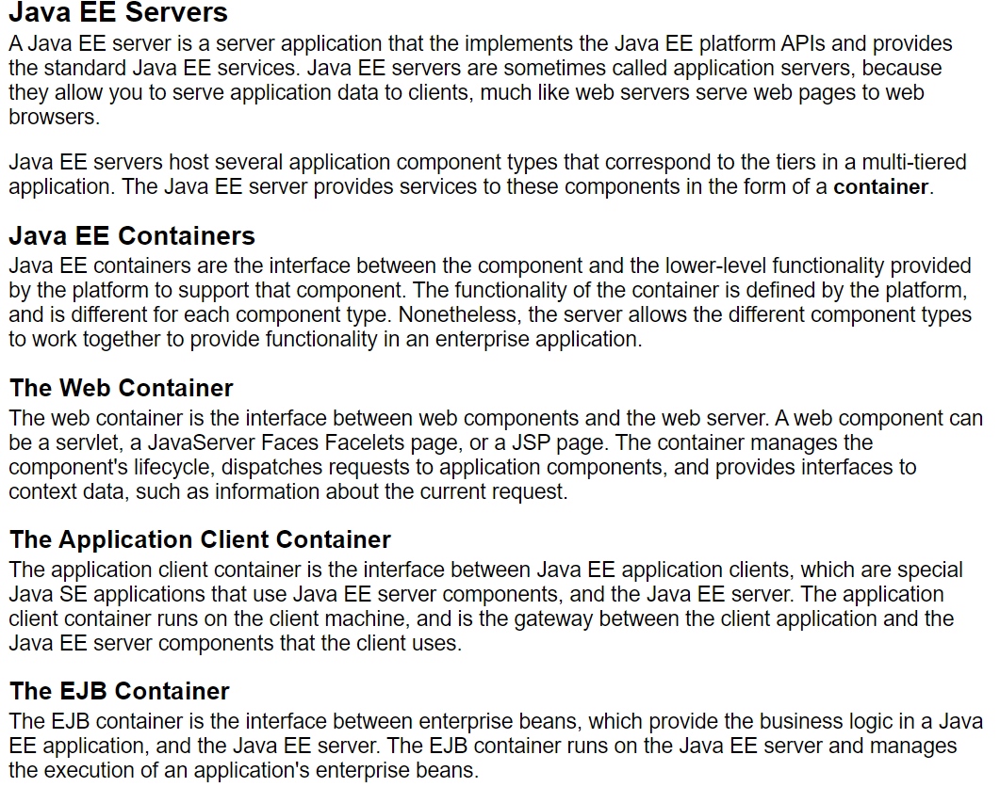 Java EE Servers
A Java EE server is a server application that the implements the Java EE platform APIs and provides
the standard Java EE services. Java EE servers are sometimes called application servers, because
they allow you to serve application data to clients, much like web servers serve web pages to web
browsers.
Java EE servers host several application component types that correspond to the tiers in a multi-tiered
application. The Java EE server provides services to these components in the form of a container.
Java EE Containers
Java EE containers are the interface between the component and the lower-level functionality provided
by the platform to support that component. The functionality of the container is defined by the platform,
and is different for each component type. Nonetheless, the server allows the different component types
to work together to provide functionality in an enterprise application.
The Web Container
The web container is the interface between web components and the web server. A web component can
be a servlet, a JavaServer Faces Facelets page, or a JSP page. The container manages the
component's lifecycle, dispatches requests to application components, and provides interfaces to
context data, such as information about the current request.
The Application Client Container
The application client container is the interface between Java EE application clients, which are special
Java SE applications that use Java EE server components, and the Java EE server. The application
client container runs on the client machine, and is the gateway between the client application and the
Java EE server components that the client uses.
The EJB Container
The EJB container is the interface between enterprise beans, which provide the business logic in a Java
EE application, and the Java EE server. The EJB container runs on the Java EE server and manages
the execution of an application's enterprise beans.